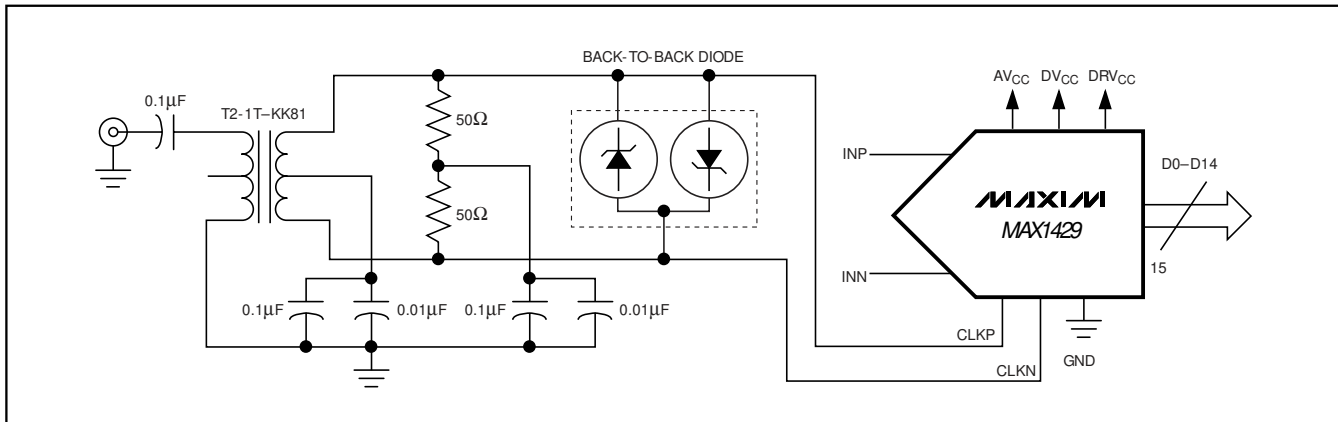 BACK-TO-BACK DIODE
AVCC
DVCC
DRVCC
0.1µF
T2-1T–KK81
50Ω
INP
D0–D14
MAXIM
MAX1429
50Ω
15
INN
0.1µF
0.01µF
0.1µF
0.01µF
CLKP
GND
CLKN